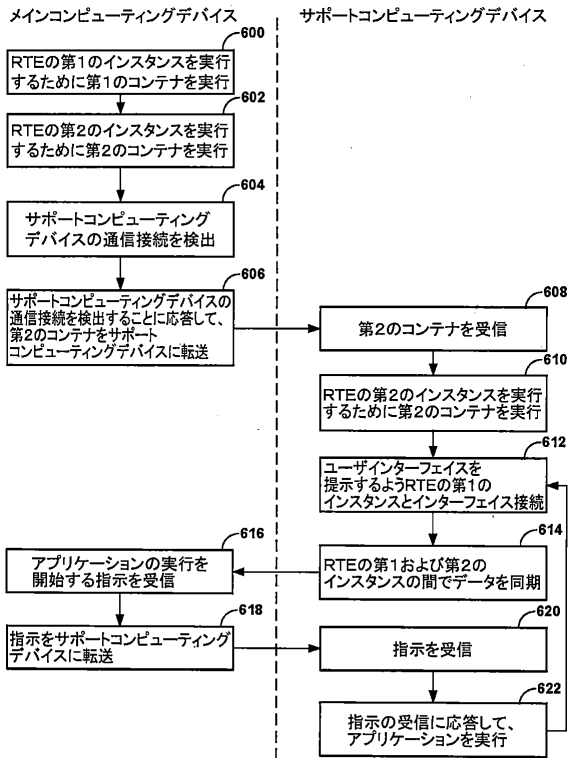 メインコンピューティングデバイス
サポートコンピューティングデバイス
600
RTEの第1のインスタンスを実行
するために第1のコンテナを実行
602
RTEの第2のインスタンスを実行
するために第2のコンテナを実行
604
サポートコンピューティング
デバイスの通信接続を検出
606
サポートコンピューティングデバイスの
通信接続を検出することに応答して、
第2のコンテナをサポート
コンピューティングデバイスに転送
608
第2のコンテナを受信
610
RTEの第2のインスタンスを実行
するために第2のコンテナを実行
612
ユーザインターフェイスを
提示するようRTEの第1の
インスタンスとインターフェイス接続
614
RTEの第1および第2の
インスタンスの間でデータを同期
616
アプリケーションの実行を
開始する指示を受信
618
指示をサポートコンピューティング
デバイスに転送
620
指示を受信
622
指示の受信に応答して、
アプリケーションを実行